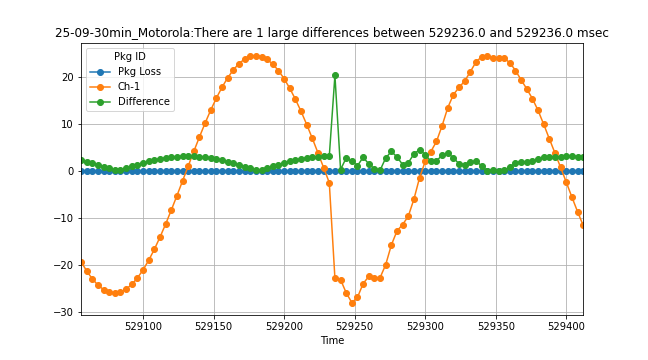 25-09-30min_Motorola:There are 1 large differences between 529236.0 and 529236.0 msec
Pkg ID
Pkg Loss
Ch-1
Difference
20
10
0
−10
−20
−30
529100
529150
529200
529250
529300
529350
529400
Time